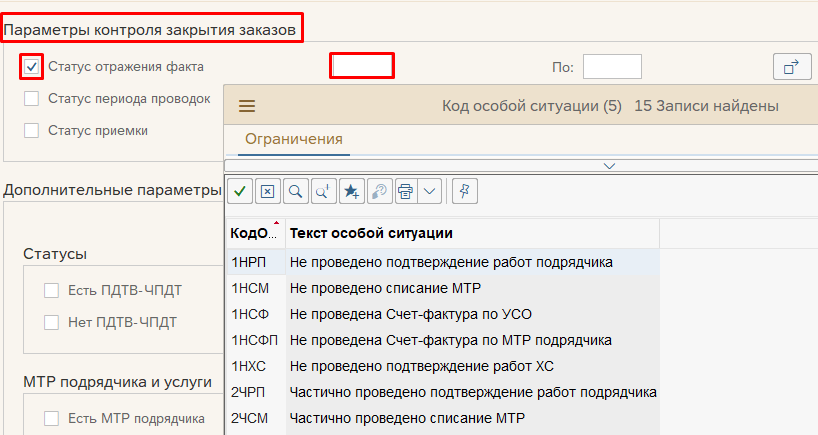 Параметры контроля закрытия заказов
Статус отражения факта
По:
Статус периода проводок
Код особой ситуации (5) 15 Записи найдены
Статус приемки
Ограничения
Дополнительные параметры
КодО... Текст особой ситуации
Статусы
1НРП Не проведено подтверждение работ подрядчика
Есть ПДТВ-ЧПДТ
1НСМ Не проведено списание МТР
1НСФ Не проведена Счет-фактура по УСО
Нет ПДТВ-ЧПДТ
1НСФП Не проведена Счет-фактура по МТР подрядчика
1НХС Не проведено подтверждение работ ХС
МТР подрядчика и услуги
2ЧРП Частично проведено подтверждение работ подрядчика
Есть МТР подрядчика
2ЧСМ Частично проведено списание МТР